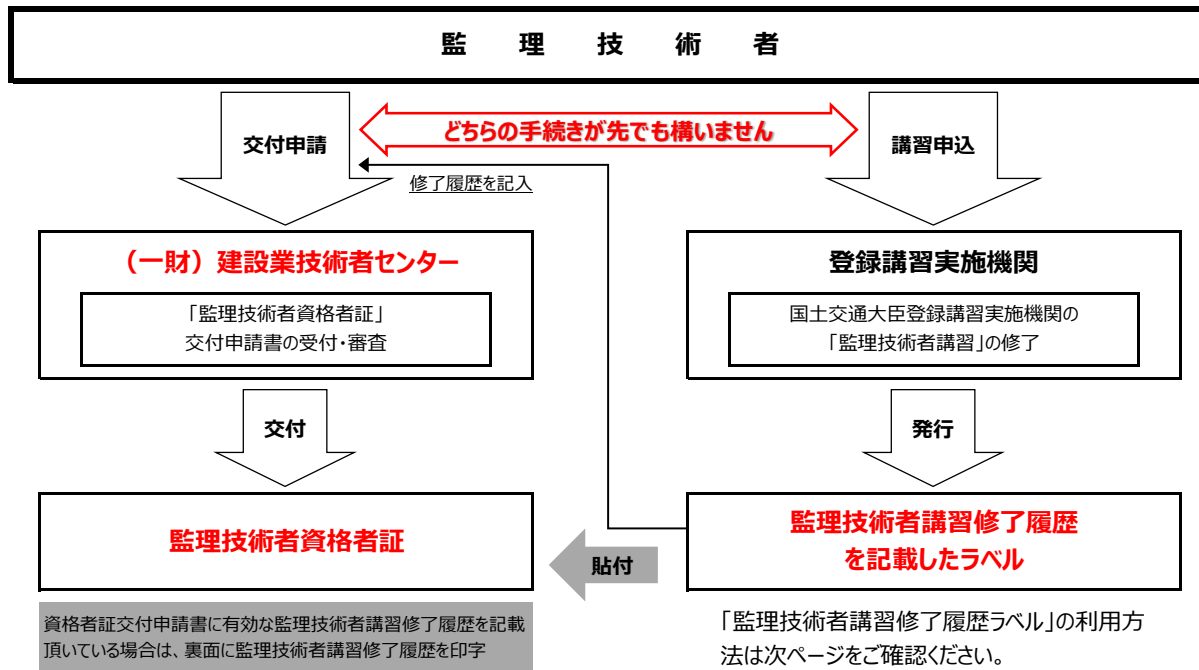 監理技術者
交付申請
どちらの手続きが先でも構いません
講習申込
修了履歴を記入
（一財）建設業技術者センター
「監理技術者資格者証」
交付申請書の受付・審査
登録講習実施機関
国土交通大臣登録講習実施機関の
「監理技術者講習」の修了
交付
発行
監理技術者資格者証
貼付
監理技術者講習修了履歴
を記載したラベル
資格者証交付申請書に有効な監理技術者講習修了履歴を記載
頂いている場合は、裏面に監理技術者講習修了履歴を印字
「監理技術者講習修了履歴ラベル」の利用方
法は次ページをご確認ください。